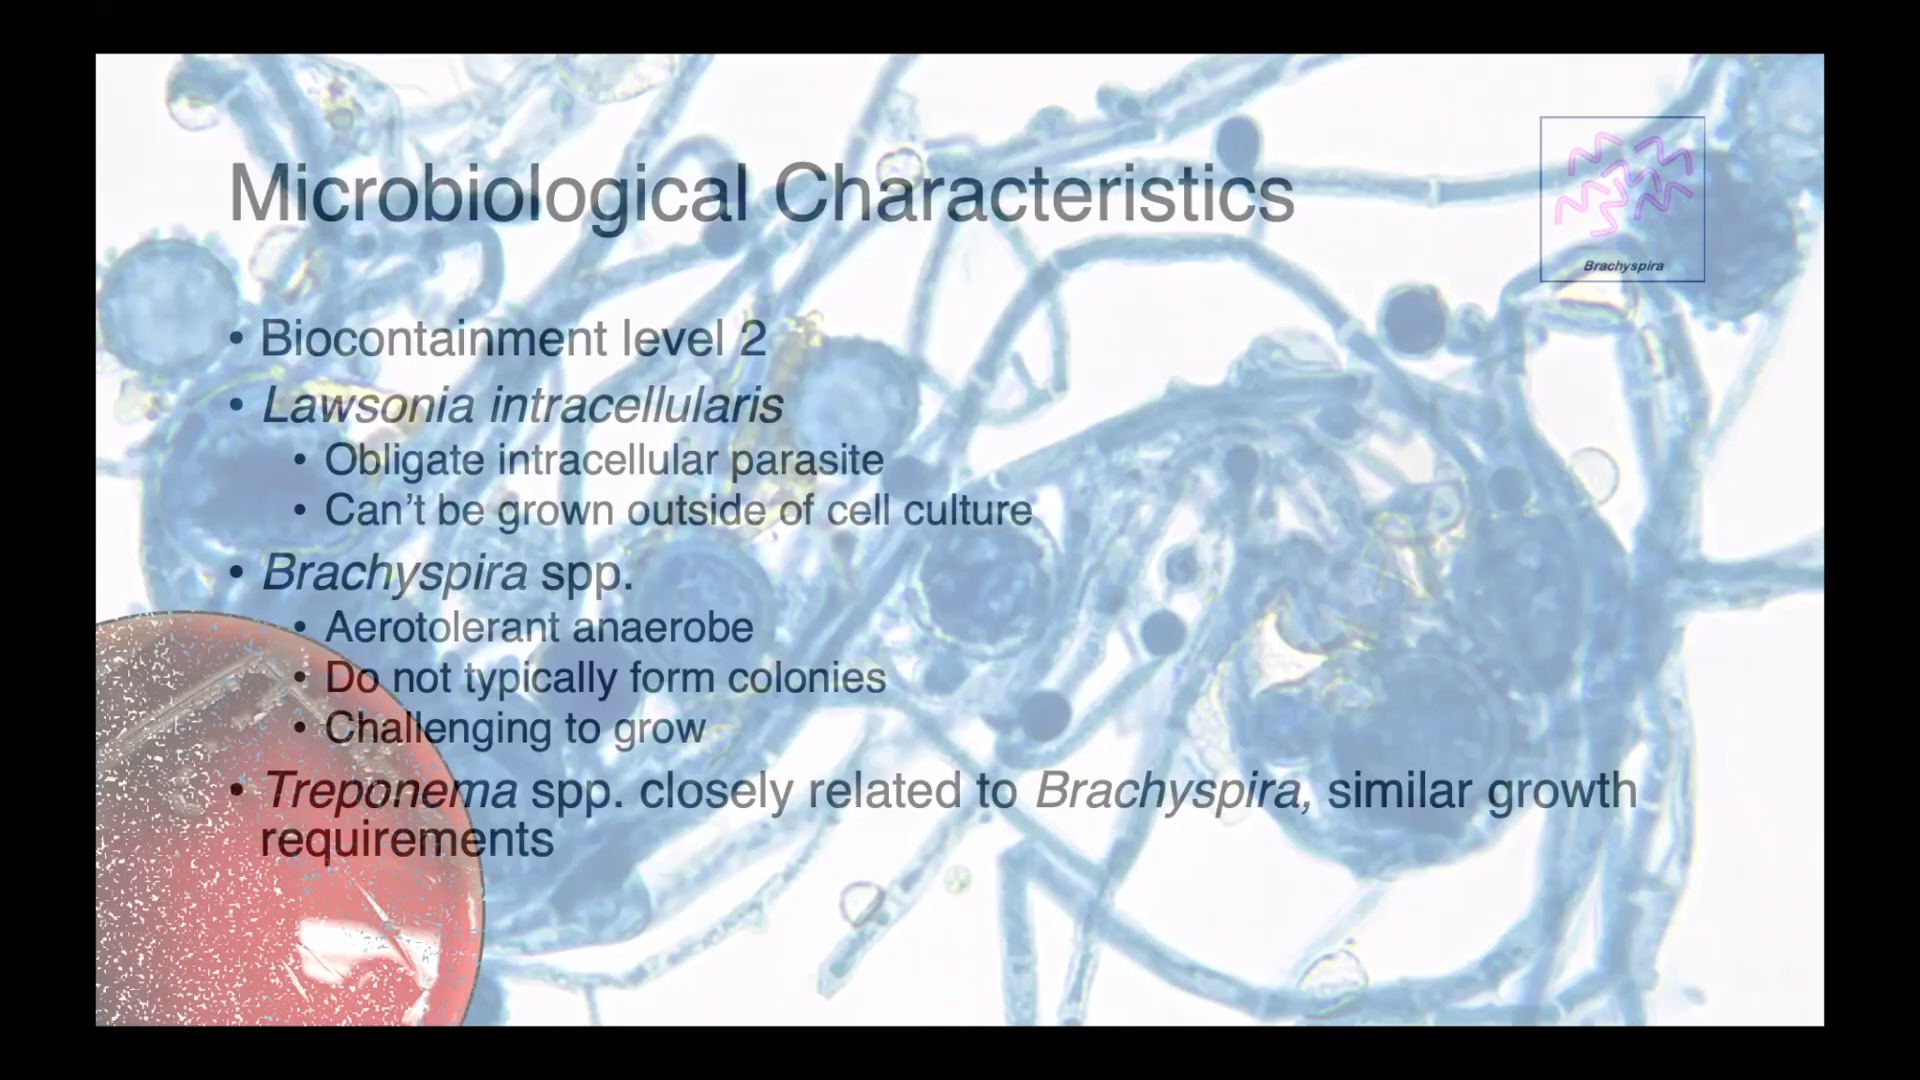 Microbiological Characteristics
Brachyspira
• Biocontainment level 2
• Lawsonia intracellularis
• Obligate intracellular parasite
• Can’t be grown outside of cell culture
• Brachyspira spp.
• Aerotolerant anaerobe
• Do not typically form colonies
• Challenging to grow
• Treponema spp. closely related to Brachyspira, similar growth
requirements